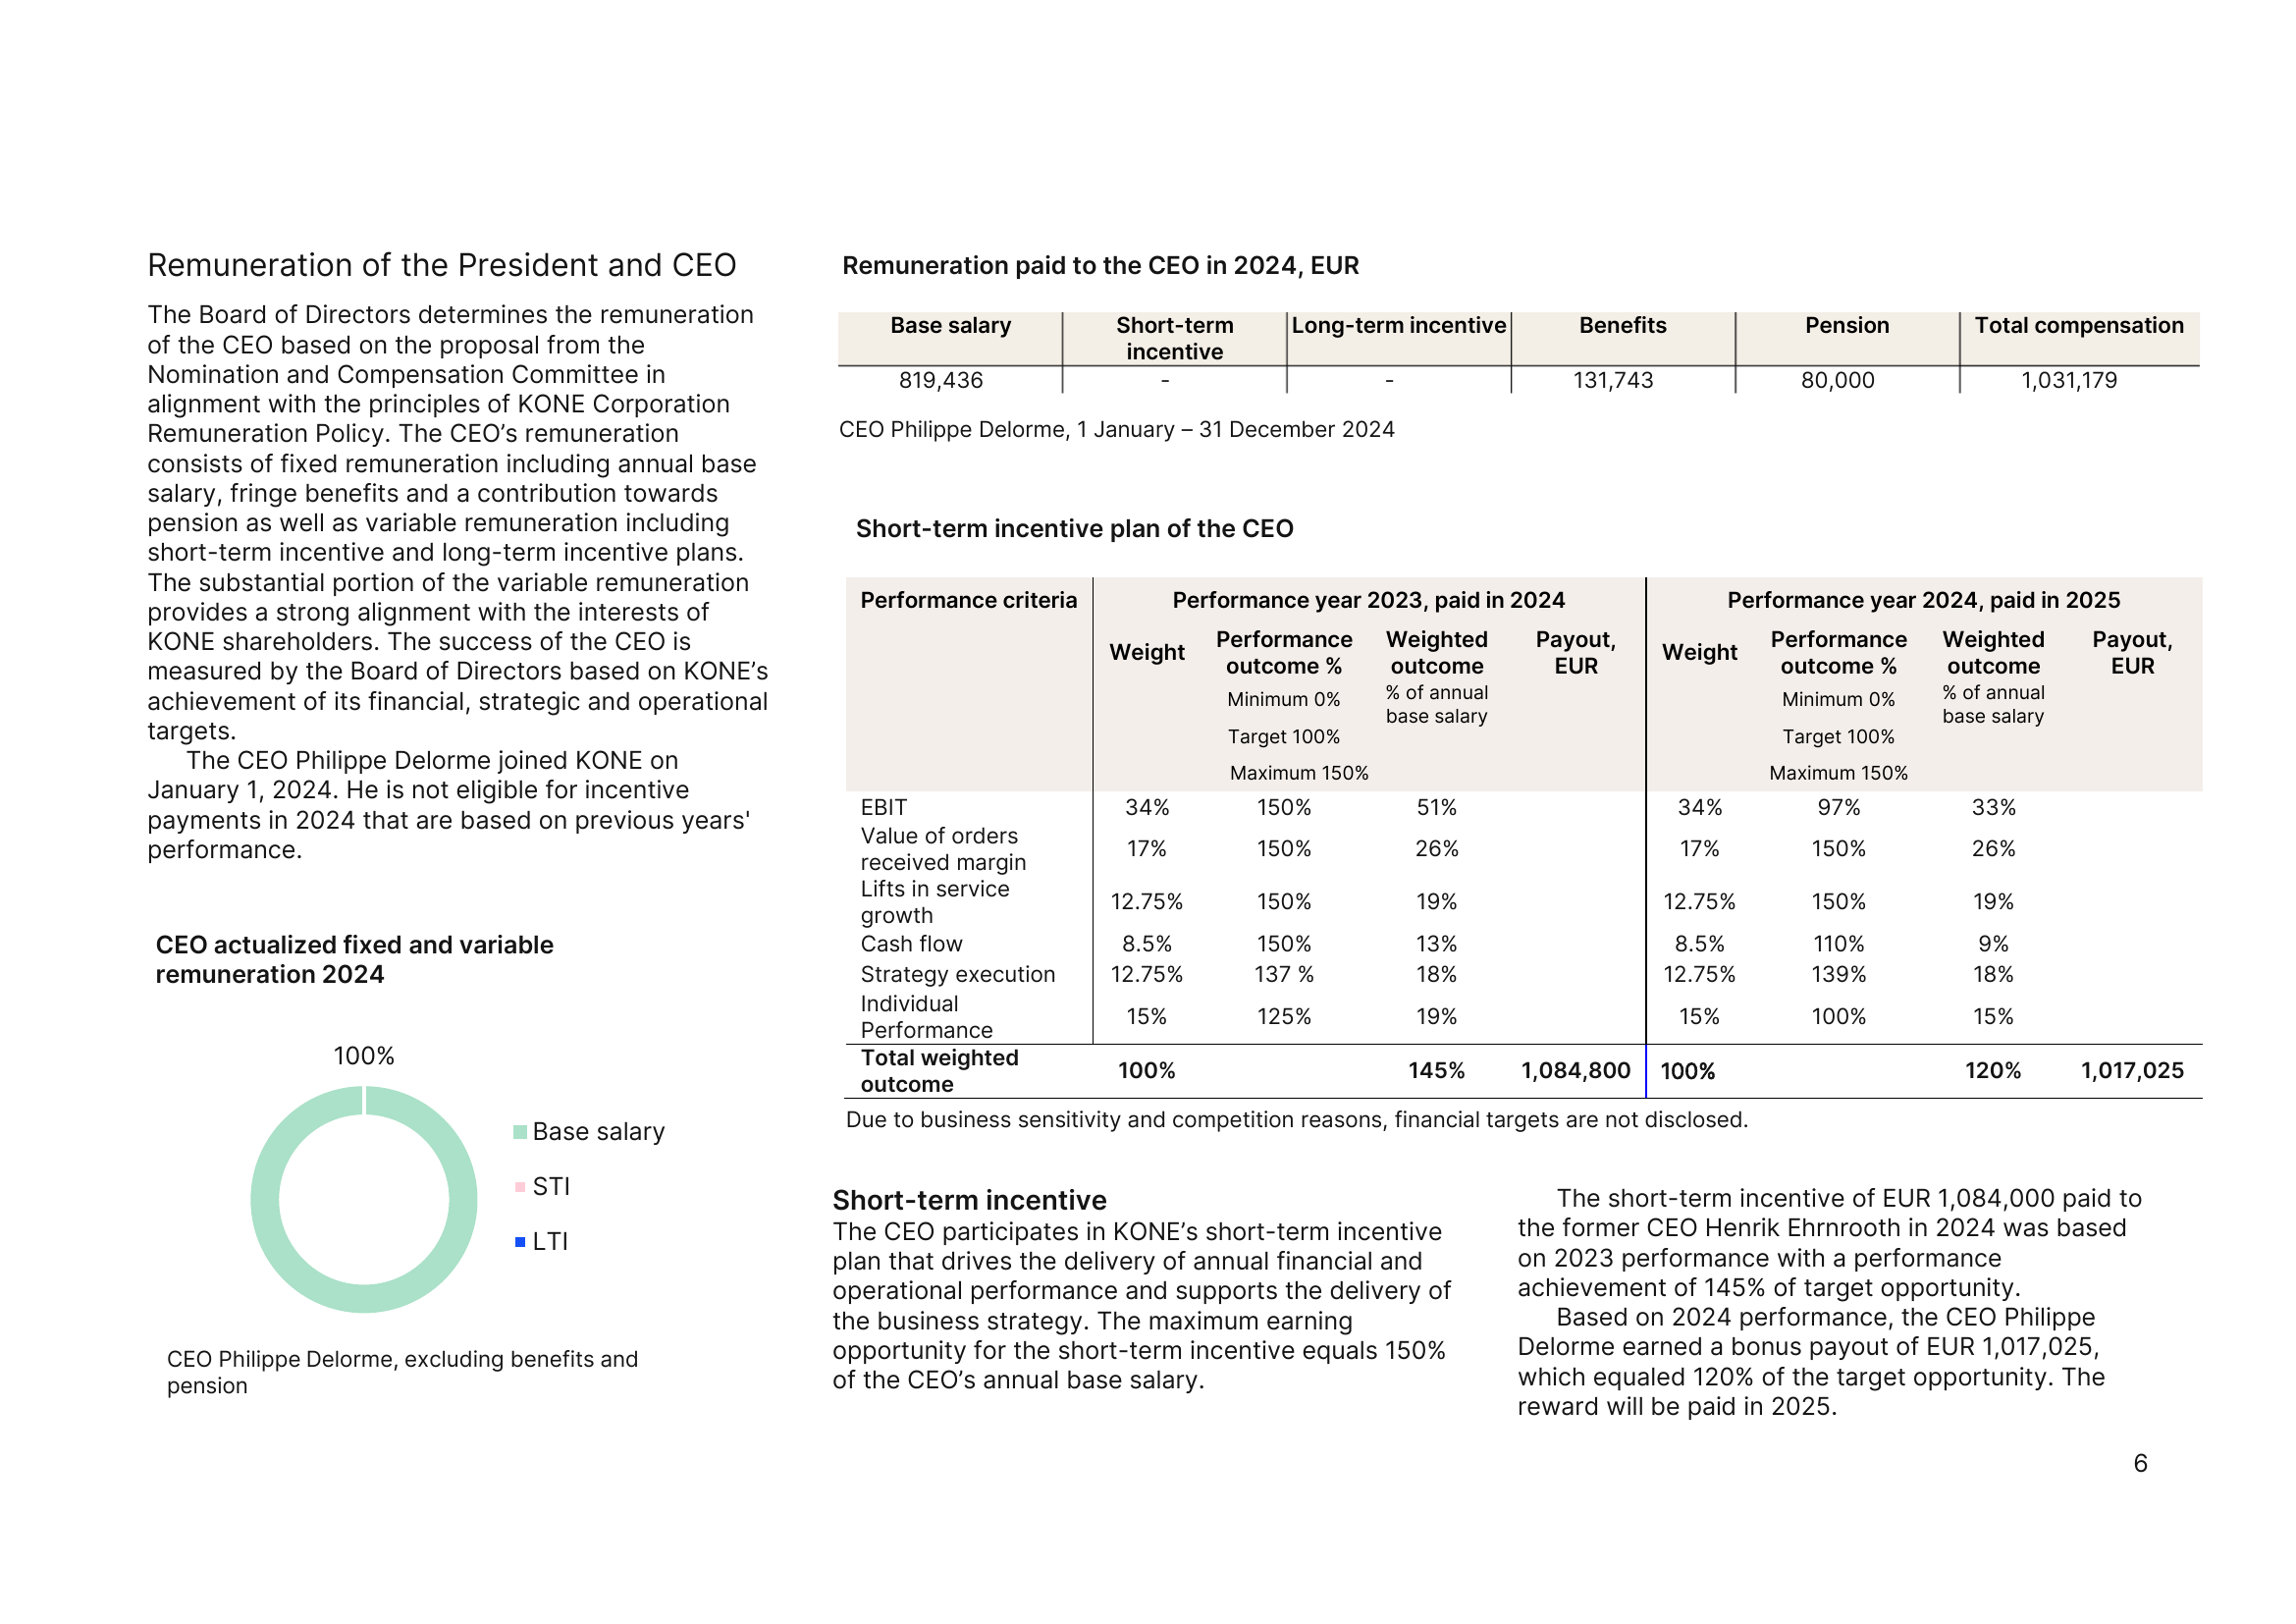 Remuneration of the President and CEO
The Board of Directors determines the remuneration
of the CEO based on the proposal from the
Nomination and Compensation Committee in
alignment with the principles of KONE Corporation
Remuneration Policy. The CEO’s remuneration
consists of fixed remuneration including annual base
salary, fringe benefits and a contribution towards
pension as well as variable remuneration including
short-term incentive and long-term incentive plans.
The substantial portion of the variable remuneration
provides a strong alignment with the interests of
KONE shareholders. The success of the CEO is
measured by the Board of Directors based on KONE’s
achievement of its financial, strategic and operational
targets.
The CEO Philippe Delorme joined KONE on
January 1, 2024. He is not eligible for incentive
payments in 2024 that are based on previous years'
performance.
CEO actualized fixed and variable
remuneration 2024
100%
Base salary
STI
LTI
CEO Philippe Delorme, excluding benefits and
pension
Remuneration paid to the CEO in 2024, EUR
Base salary Short-term incentive Long-term incentive Benefits Pension Total compensation
819,436 - - 131,743 80,000 1,031,179
CEO Philippe Delorme, 1 January – 31 December 2024
Short-term incentive plan of the CEO
Performance criteria Performance year 2023, paid in 2024 Performance year 2024, paid in 2025
Weight Performance outcome % Weighted outcome Payout, EUR Weight Performance outcome % Weighted outcome Payout, EUR
Minimum 0% % of annual base salary Minimum 0% % of annual base salary
Target 100% Target 100%
Maximum 150% Maximum 150%
EBIT 34% 150% 51% 34% 97% 33%
Value of orders received margin 17% 150% 26% 17% 150% 26%
Lifts in service growth 12.75% 150% 19% 12.75% 150% 19%
Cash flow 8.5% 150% 13% 8.5% 110% 9%
Strategy execution 12.75% 137 % 18% 12.75% 139% 18%
Individual Performance 15% 125% 19% 15% 100% 15%
Total weighted outcome 100% 145% 1,084,800 100% 120% 1,017,025
Due to business sensitivity and competition reasons, financial targets are not disclosed.
Short-term incentive
The CEO participates in KONE’s short-term incentive
plan that drives the delivery of annual financial and
operational performance and supports the delivery of
the business strategy. The maximum earning
opportunity for the short-term incentive equals 150%
of the CEO’s annual base salary.
The short-term incentive of EUR 1,084,000 paid to
the former CEO Henrik Ehrnrooth in 2024 was based
on 2023 performance with a performance
achievement of 145% of target opportunity.
Based on 2024 performance, the CEO Philippe
Delorme earned a bonus payout of EUR 1,017,025,
which equaled 120% of the target opportunity. The
reward will be paid in 2025.
6